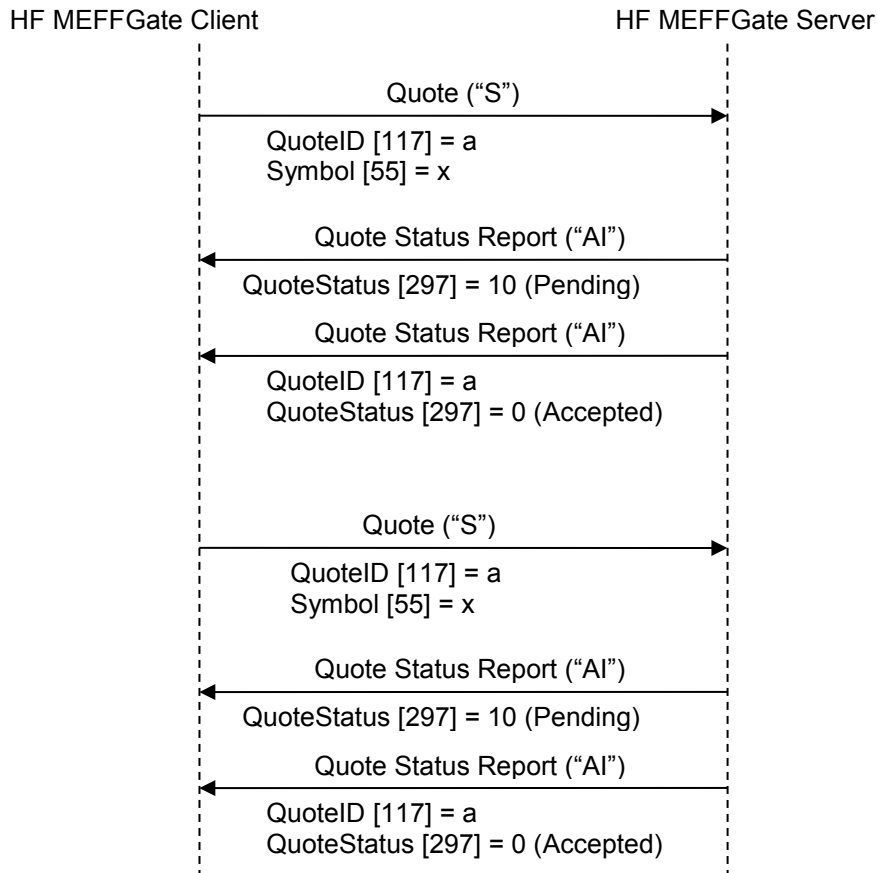 HF MEFFGate Client
HF MEFFGate Server
Quote (“S”)
QuoteID [117] = a
Symbol [55] = x
Quote Status Report (“AI”)
QuoteStatus [297] = 10 (Pending)
Quote Status Report (“AI”)
QuoteID [117] = a
QuoteStatus [297] = 0 (Accepted)
Quote (“S”)
QuoteID [117] = a
Symbol [55] = x
Quote Status Report (“AI”)
QuoteStatus [297] = 10 (Pending)
Quote Status Report (“AI”)
QuoteID [117] = a
QuoteStatus [297] = 0 (Accepted)